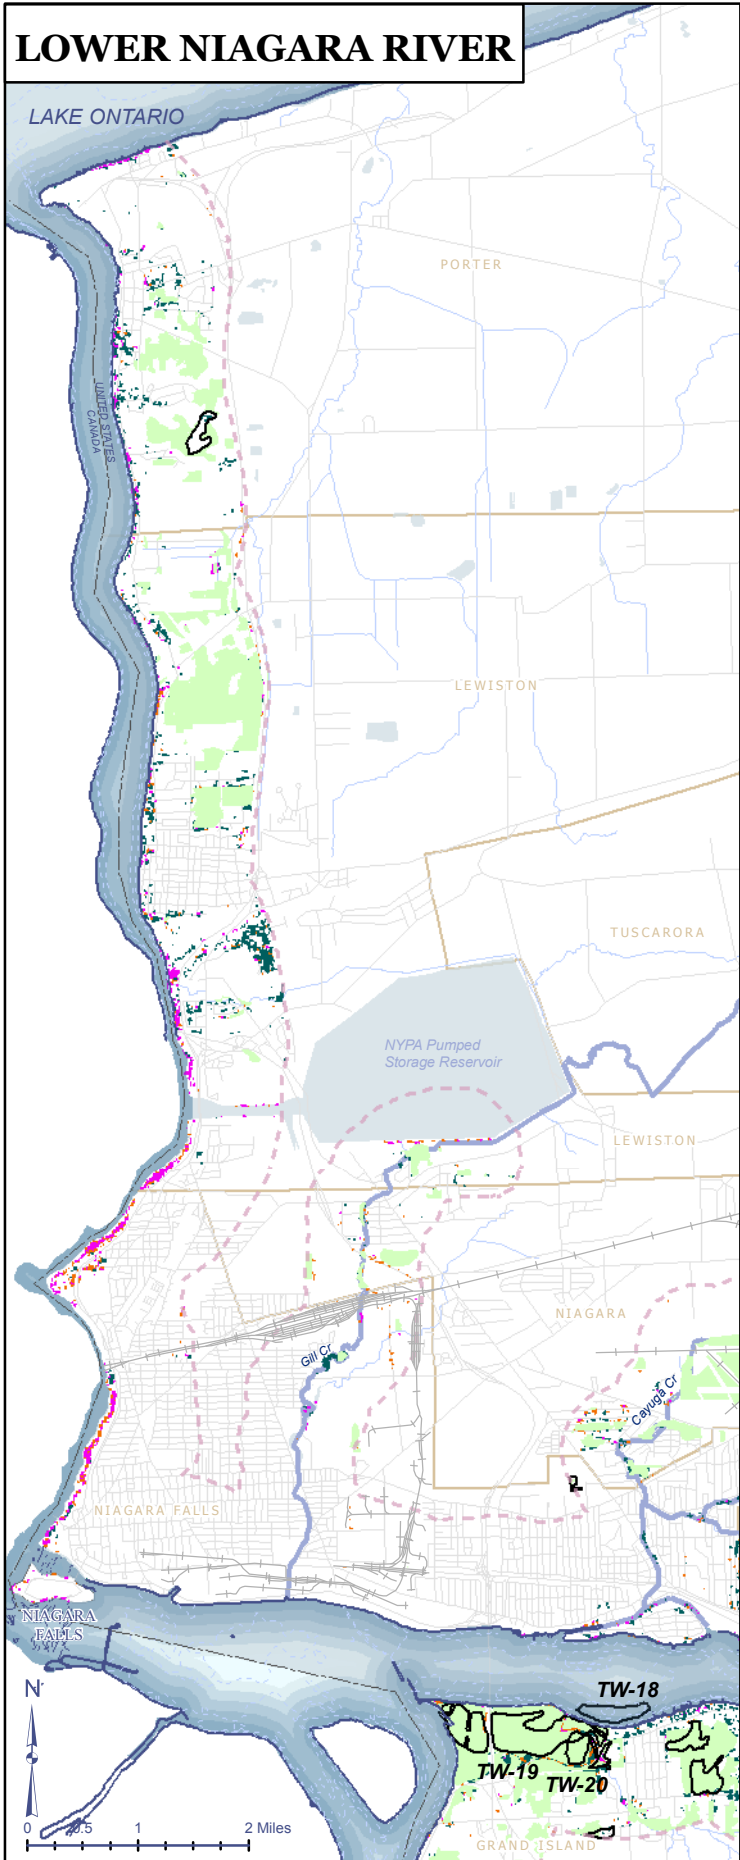 LOWER NIAGARA RIVER
LAKE ONTARIO
PORTER
UNITED STATES
CANADA
LEWISTON
TUSCARORA
NYPA Pumped
Storage Reservoir
LEWISTON
NIAGARA
Gill Cr
Cayuga Cr
NIAGARA FALLS
NIAGARA
FALLS
N
TW-18
TW-19
TW-20
0 0.5 1 2 Miles
GRAND ISLAND